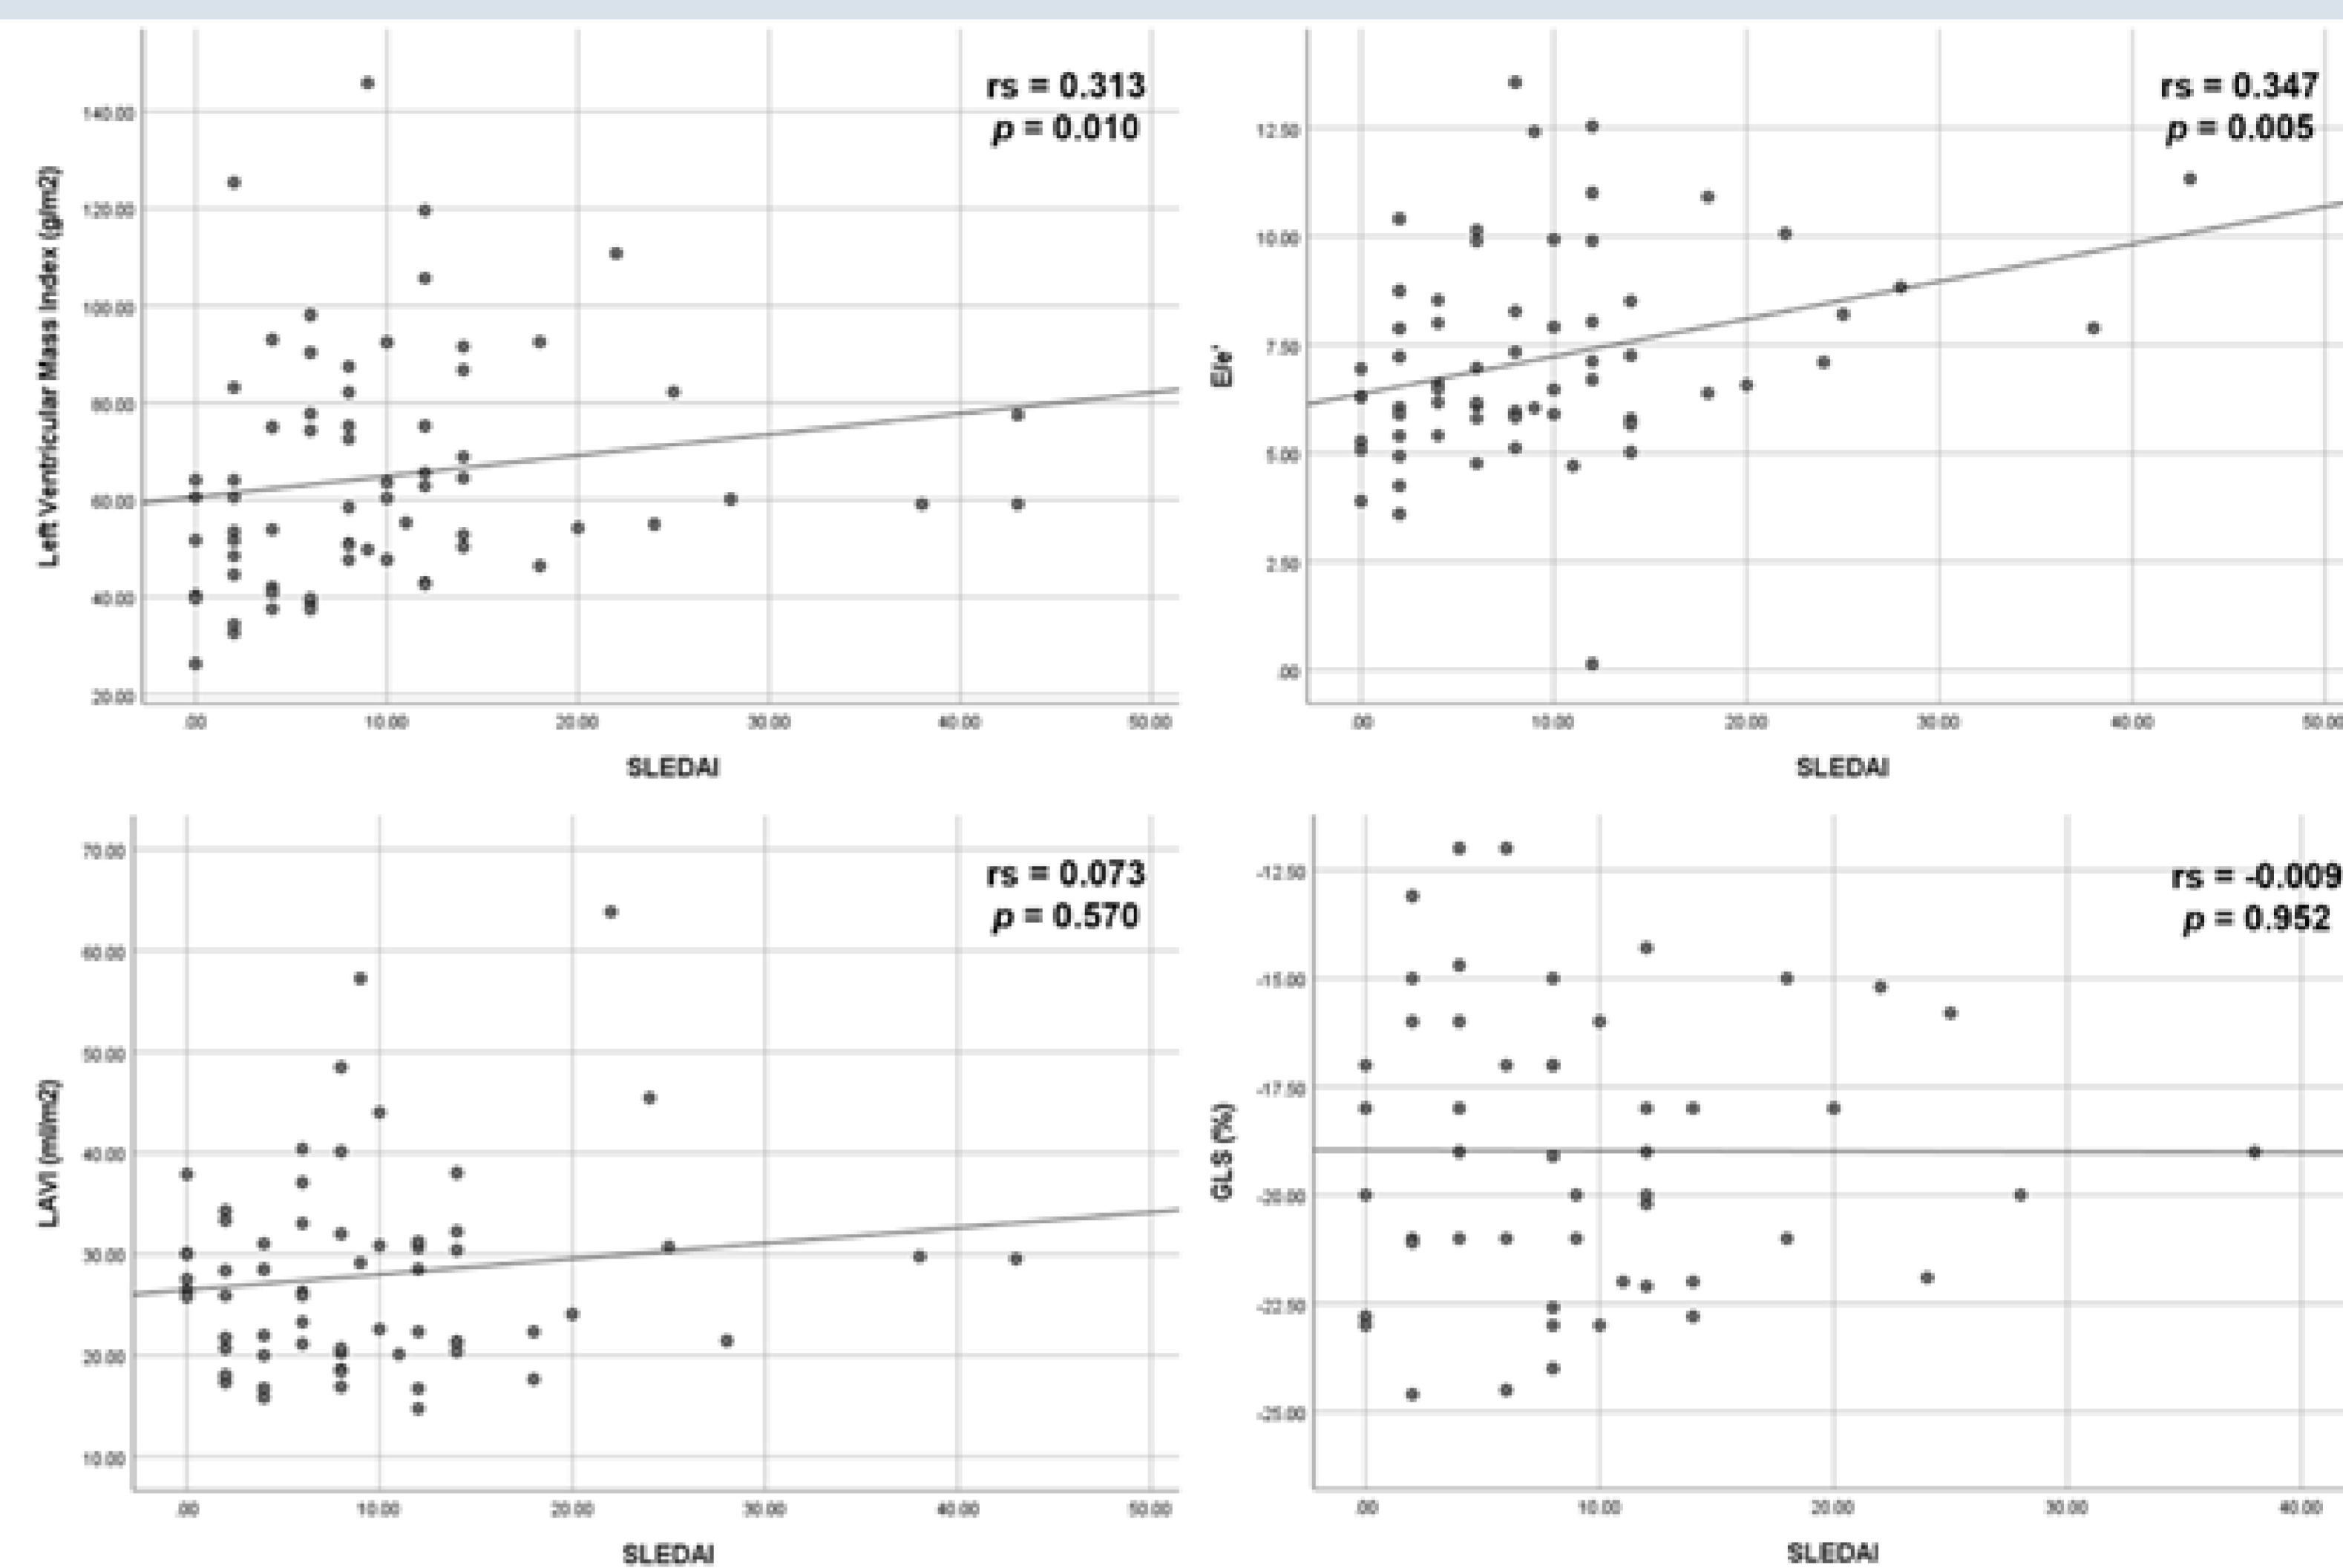 rs = 0.313
p = 0.010
Left Ventricular Mass Index (g/m2)
140.00
120.00
100.00
80.00
60.00
40.00
20.00
.00 10.00 20.00 30.00 40.00 50.00
SLEDAI
rs = 0.347
p = 0.005
E/e'
12.50
10.00
7.50
5.00
2.50
.00
.00 10.00 20.00 30.00 40.00 50.00
SLEDAI
rs = 0.073
p = 0.570
LAVI (ml/m2)
70.00
60.00
50.00
40.00
30.00
20.00
10.00
.00 10.00 20.00 30.00 40.00 50.00
SLEDAI
rs = -0.009
p = 0.952
GLS (%)
-12.50
-15.00
-17.50
-20.00
-22.50
-25.00
.00 10.00 20.00 30.00 40.00
SLEDAI